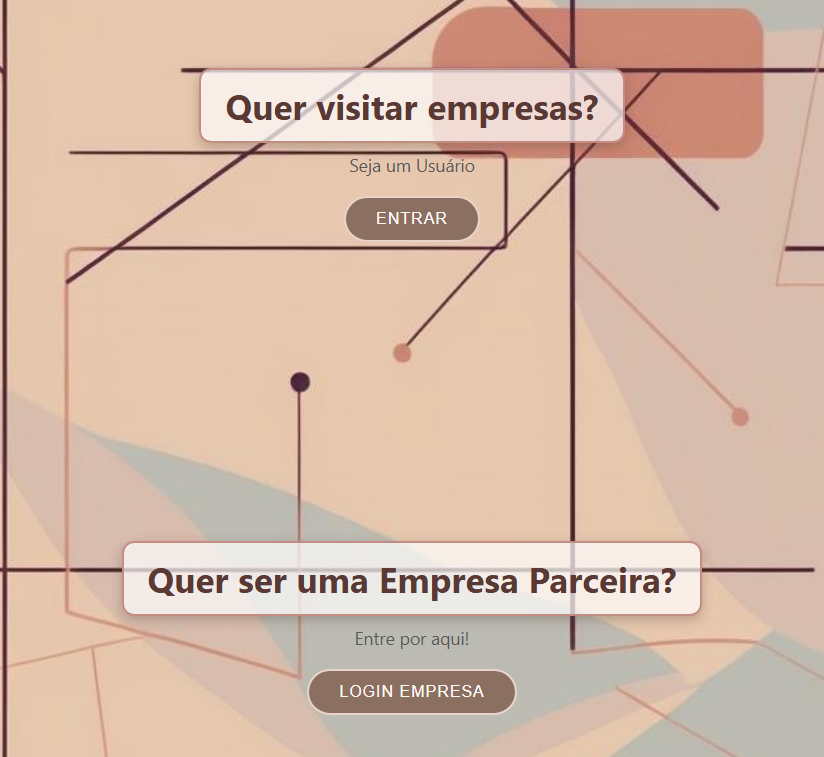 Quer visitar empresas?
Seja um Usuário
ENTRAR
Quer ser uma Empresa Parceira?
Entre por aqui!
LOGIN EMPRESA